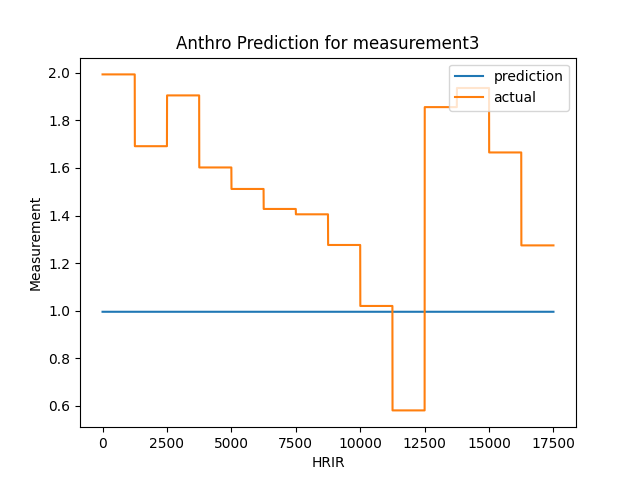 Anthro Prediction for measurement3
prediction
actual
Measurement
2.0
1.8
1.6
1.4
1.2
1.0
0.8
0.6
0 2500 5000 7500 10000 12500 15000 17500
HRIR